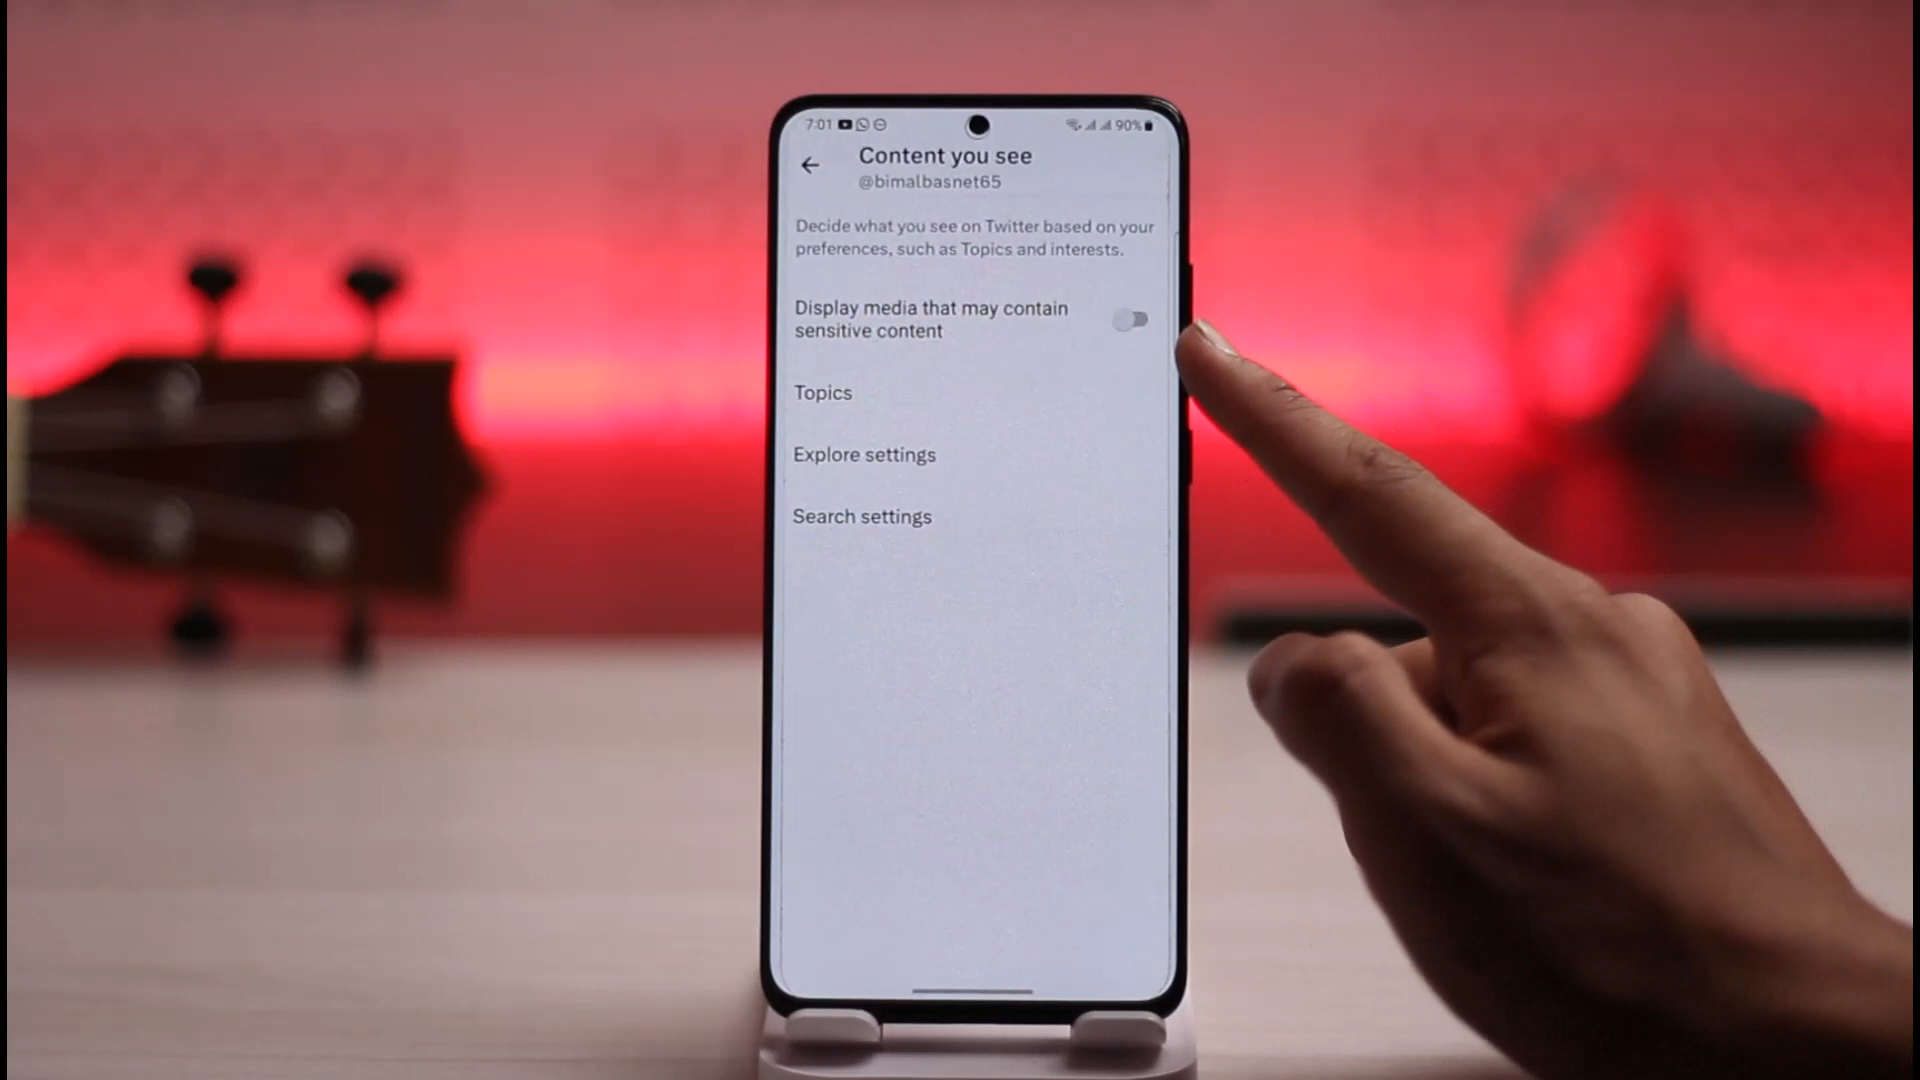 7:01 90%
Content you see
@bimalbasnet65
Decide what you see on Twitter based on your
preferences, such as Topics and interests.
Display media that may contain
sensitive content
Topics
Explore settings
Search settings